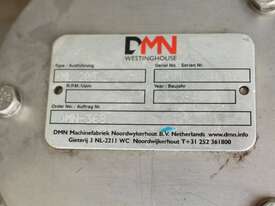 DMN
WESTINGHOUSE
Type: Ausführung Serial No.: Serien Nr.
R.P.M./Upm: Year: Baujahr
Order No.: Auftrag Nr.
DMN Machinefabriek Noordwykerhout B.V. Netherlands www.dmn.info
Gieterij 3 NL-2211 WC Noordwijkerhout T+31 252 361800